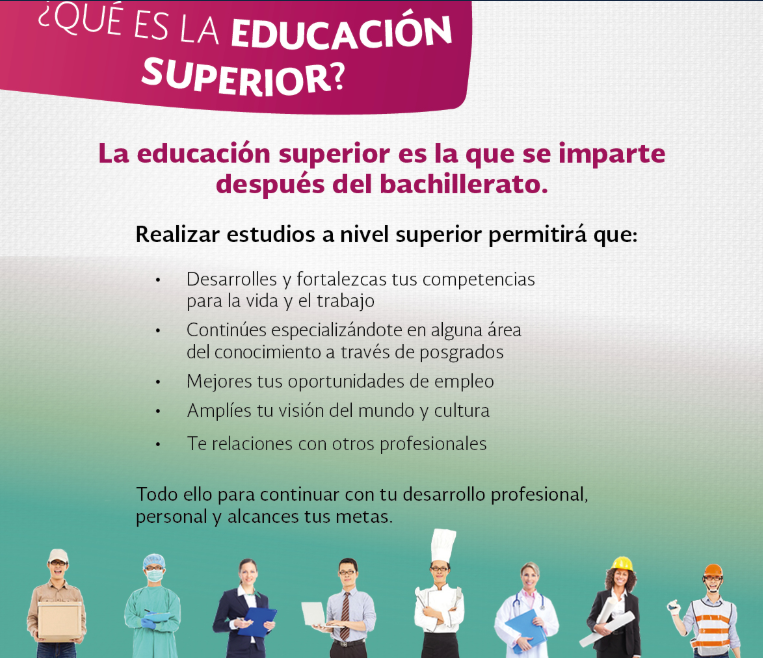 ¿QUÉ ES LA EDUCACIÓN
SUPERIOR?
La educación superior es la que se imparte
después del bachillerato.
Realizar estudios a nivel superior permitirá que:
• Desarrolles y fortalezcas tus competencias
para la vida y el trabajo
• Continúes especializándote en alguna área
del conocimiento a través de posgrados
• Mejores tus oportunidades de empleo
• Amplíes tu visión del mundo y cultura
• Te relaciones con otros profesionales
Todo ello para continuar con tu desarrollo profesional,
personal y alcances tus metas.